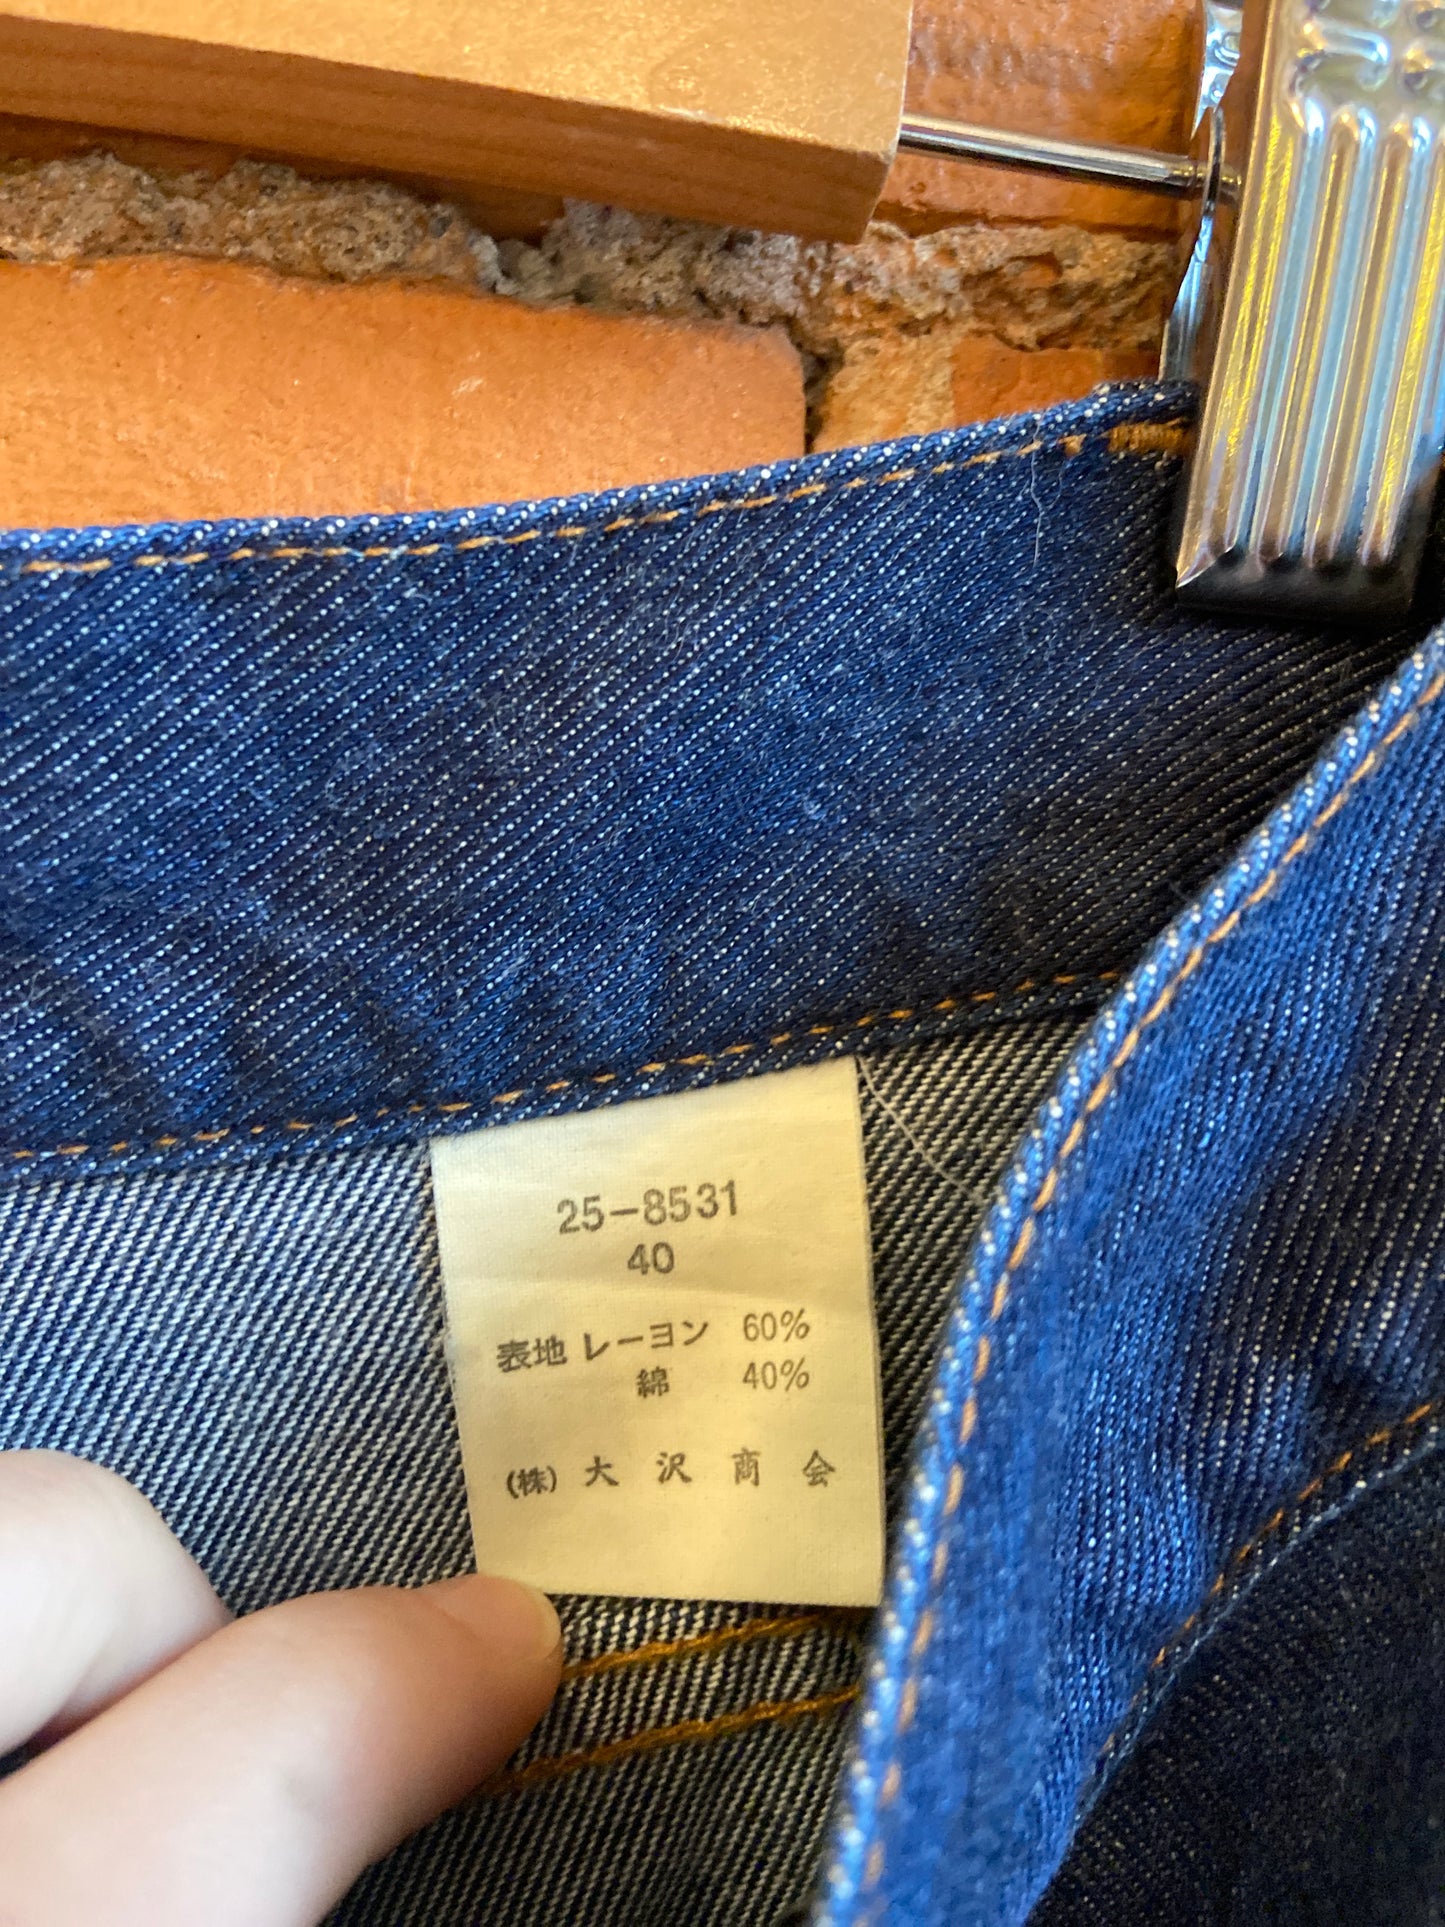 25-8531
40
表地 レーヨン 60%
綿 40%
(株) 大沢商会